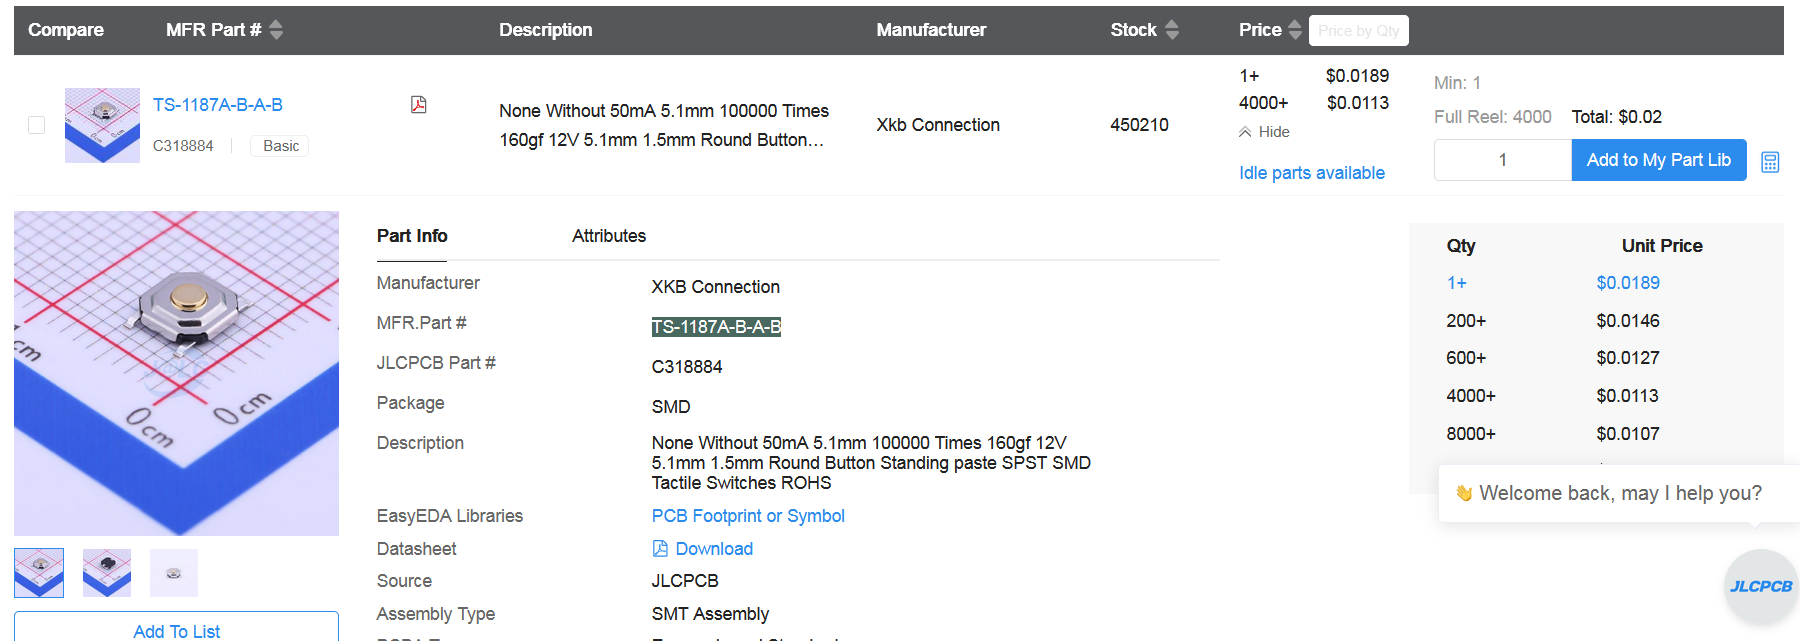 Compare MFR Part # Description Manufacturer Stock Price Price by Qty
TS-1187A-B-A-B
C318884 Basic
None Without 50mA 5.1mm 100000 Times
160gf 12V 5.1mm 1.5mm Round Button...
Xkb Connection
450210
1+ $0.0189
4000+ $0.0113
Hide
Idle parts available
Min: 1
Full Reel: 4000 Total: $0.02
1 Add to My Part Lib
0 cm
0 cm
Add To List
Part Info Attributes
Manufacturer XKB Connection
MFR.Part # TS-1187A-B-A-B
JLCPCB Part # C318884
Package SMD
Description None Without 50mA 5.1mm 100000 Times 160gf 12V
5.1mm 1.5mm Round Button Standing paste SPST SMD
Tactile Switches ROHS
EasyEDA Libraries PCB Footprint or Symbol
Datasheet Download
Source JLCPCB
Assembly Type SMT Assembly
Qty Unit Price
1+ $0.0189
200+ $0.0146
600+ $0.0127
4000+ $0.0113
8000+ $0.0107
👋 Welcome back, may I help you?
JLCPCB